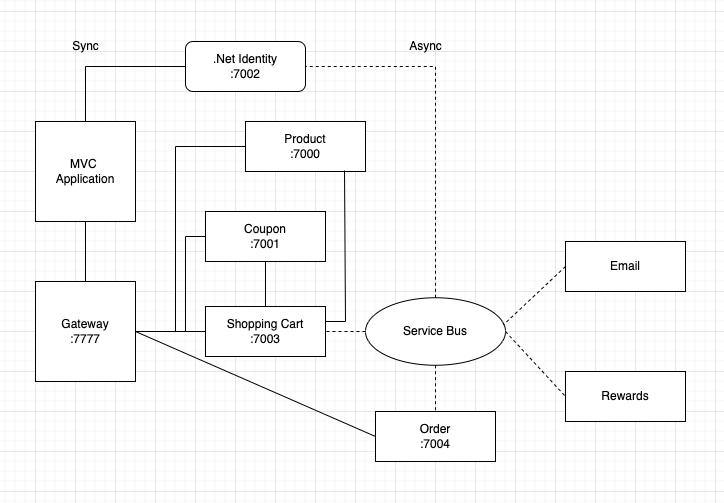 Sync
Async
.Net Identity
:7002
Product
:7000
MVC
Application
Coupon
:7001
Email
Gateway
:7777
Shopping Cart
:7003
Service Bus
Rewards
Order
:7004